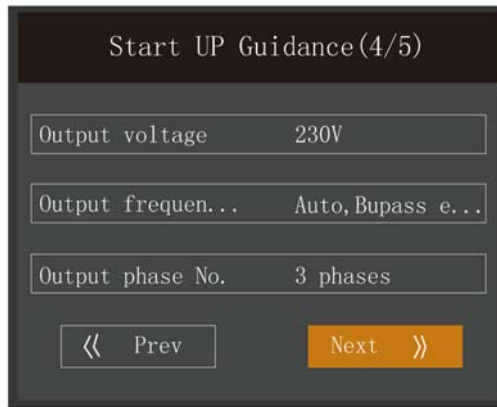 Start UP Guidance(4/5)
Output voltage 230V
Output frequen... Auto,Bupass e...
Output phase No. 3 phases
《 Prev
Next 》